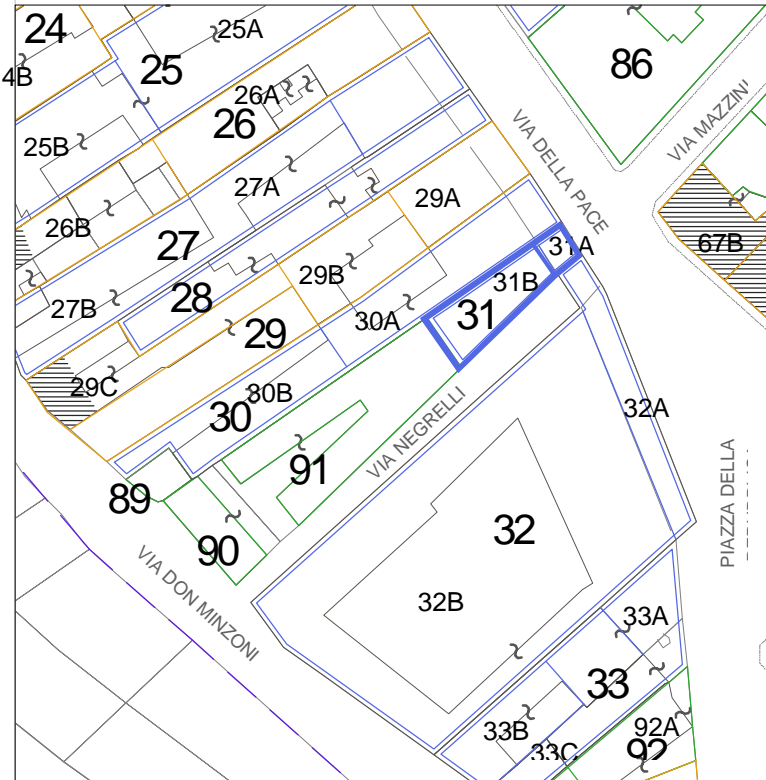 24
25A
4B
25
86
26A
26
VIA MAZZINI
25B
VIA DELLA PACE
27A
29A
26B
27
31A
67B
29B
31B
28
27B
30A
31
29
29C
30B
30
32A
VIA NEGRELLI
91
89
PIAZZA DELLA
32
90
VIA DON MINZONI
32B
33A
33
33B
92A
33C
92